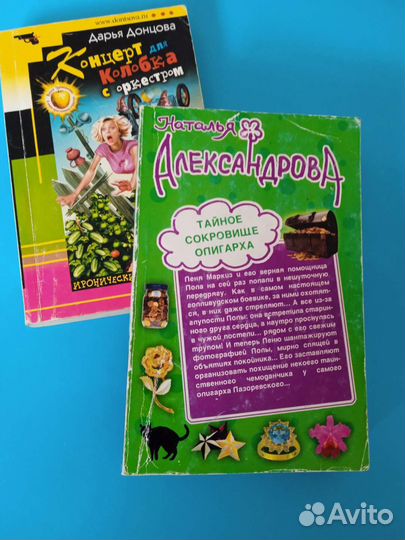 www.dontsova.ru
Дарья Донцова
Концерт для
Колобка
с оркестром
ИРОНИЧЕСКИ
Наталья
АЛЕКСАНДРОВА
ТАЙНОЕ
СОКРОВИЩЕ
ОЛИГАРХА
Леня Маркиз и его верная помощница
Лола на сей раз попали в нешуточную
передрягу. Как в самом настоящем
голливудском боевике, за ними охотят-
ся, в них даже стреляют... А все из-за
глупости Лолы: она встретила старин-
ного друга сердца, а наутро проснулась
в чужой постели... рядом с его свежим
трупом! И теперь Леню шантажируют
фотографией Лолы, мирно спящей в
объятиях покойника... Его заставляют
организовать похищение некоего таин-
ственного чемоданчика у самого
олигарха Лазоревского...
Avito